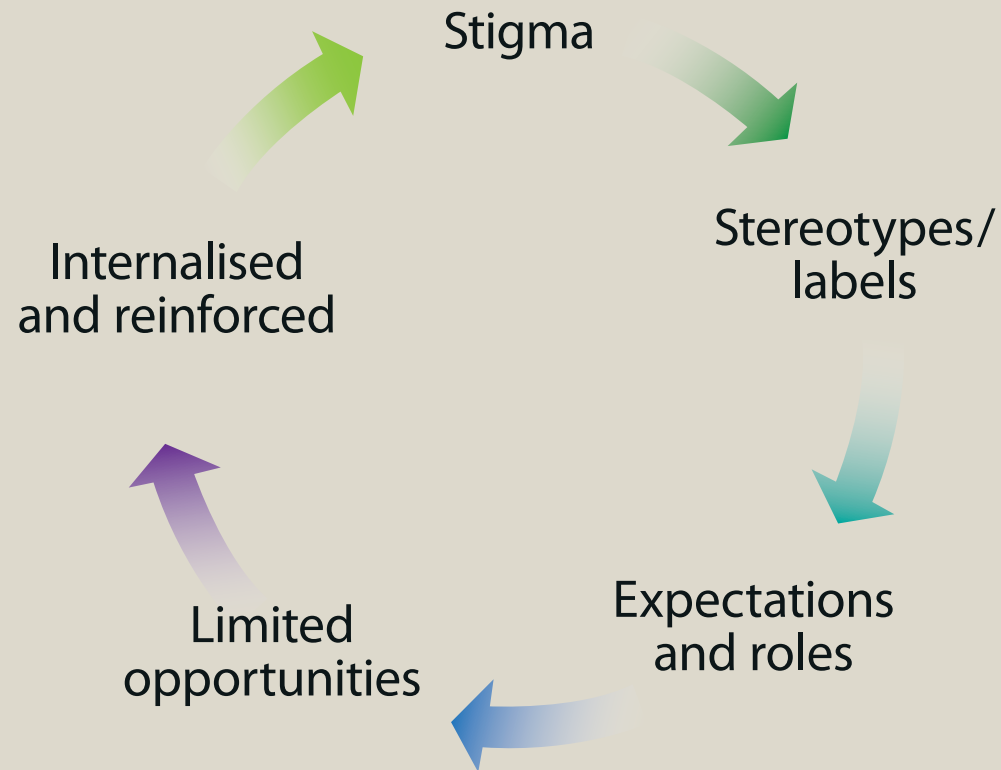 Stigma
Stereotypes/
labels
Expectations
and roles
Limited
opportunities
Internalised
and reinforced